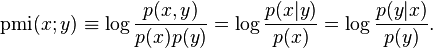 pmi(x; y) ≡ log p(x, y) / p(x)p(y) = log p(x|y) / p(x) = log p(y|x) / p(y).